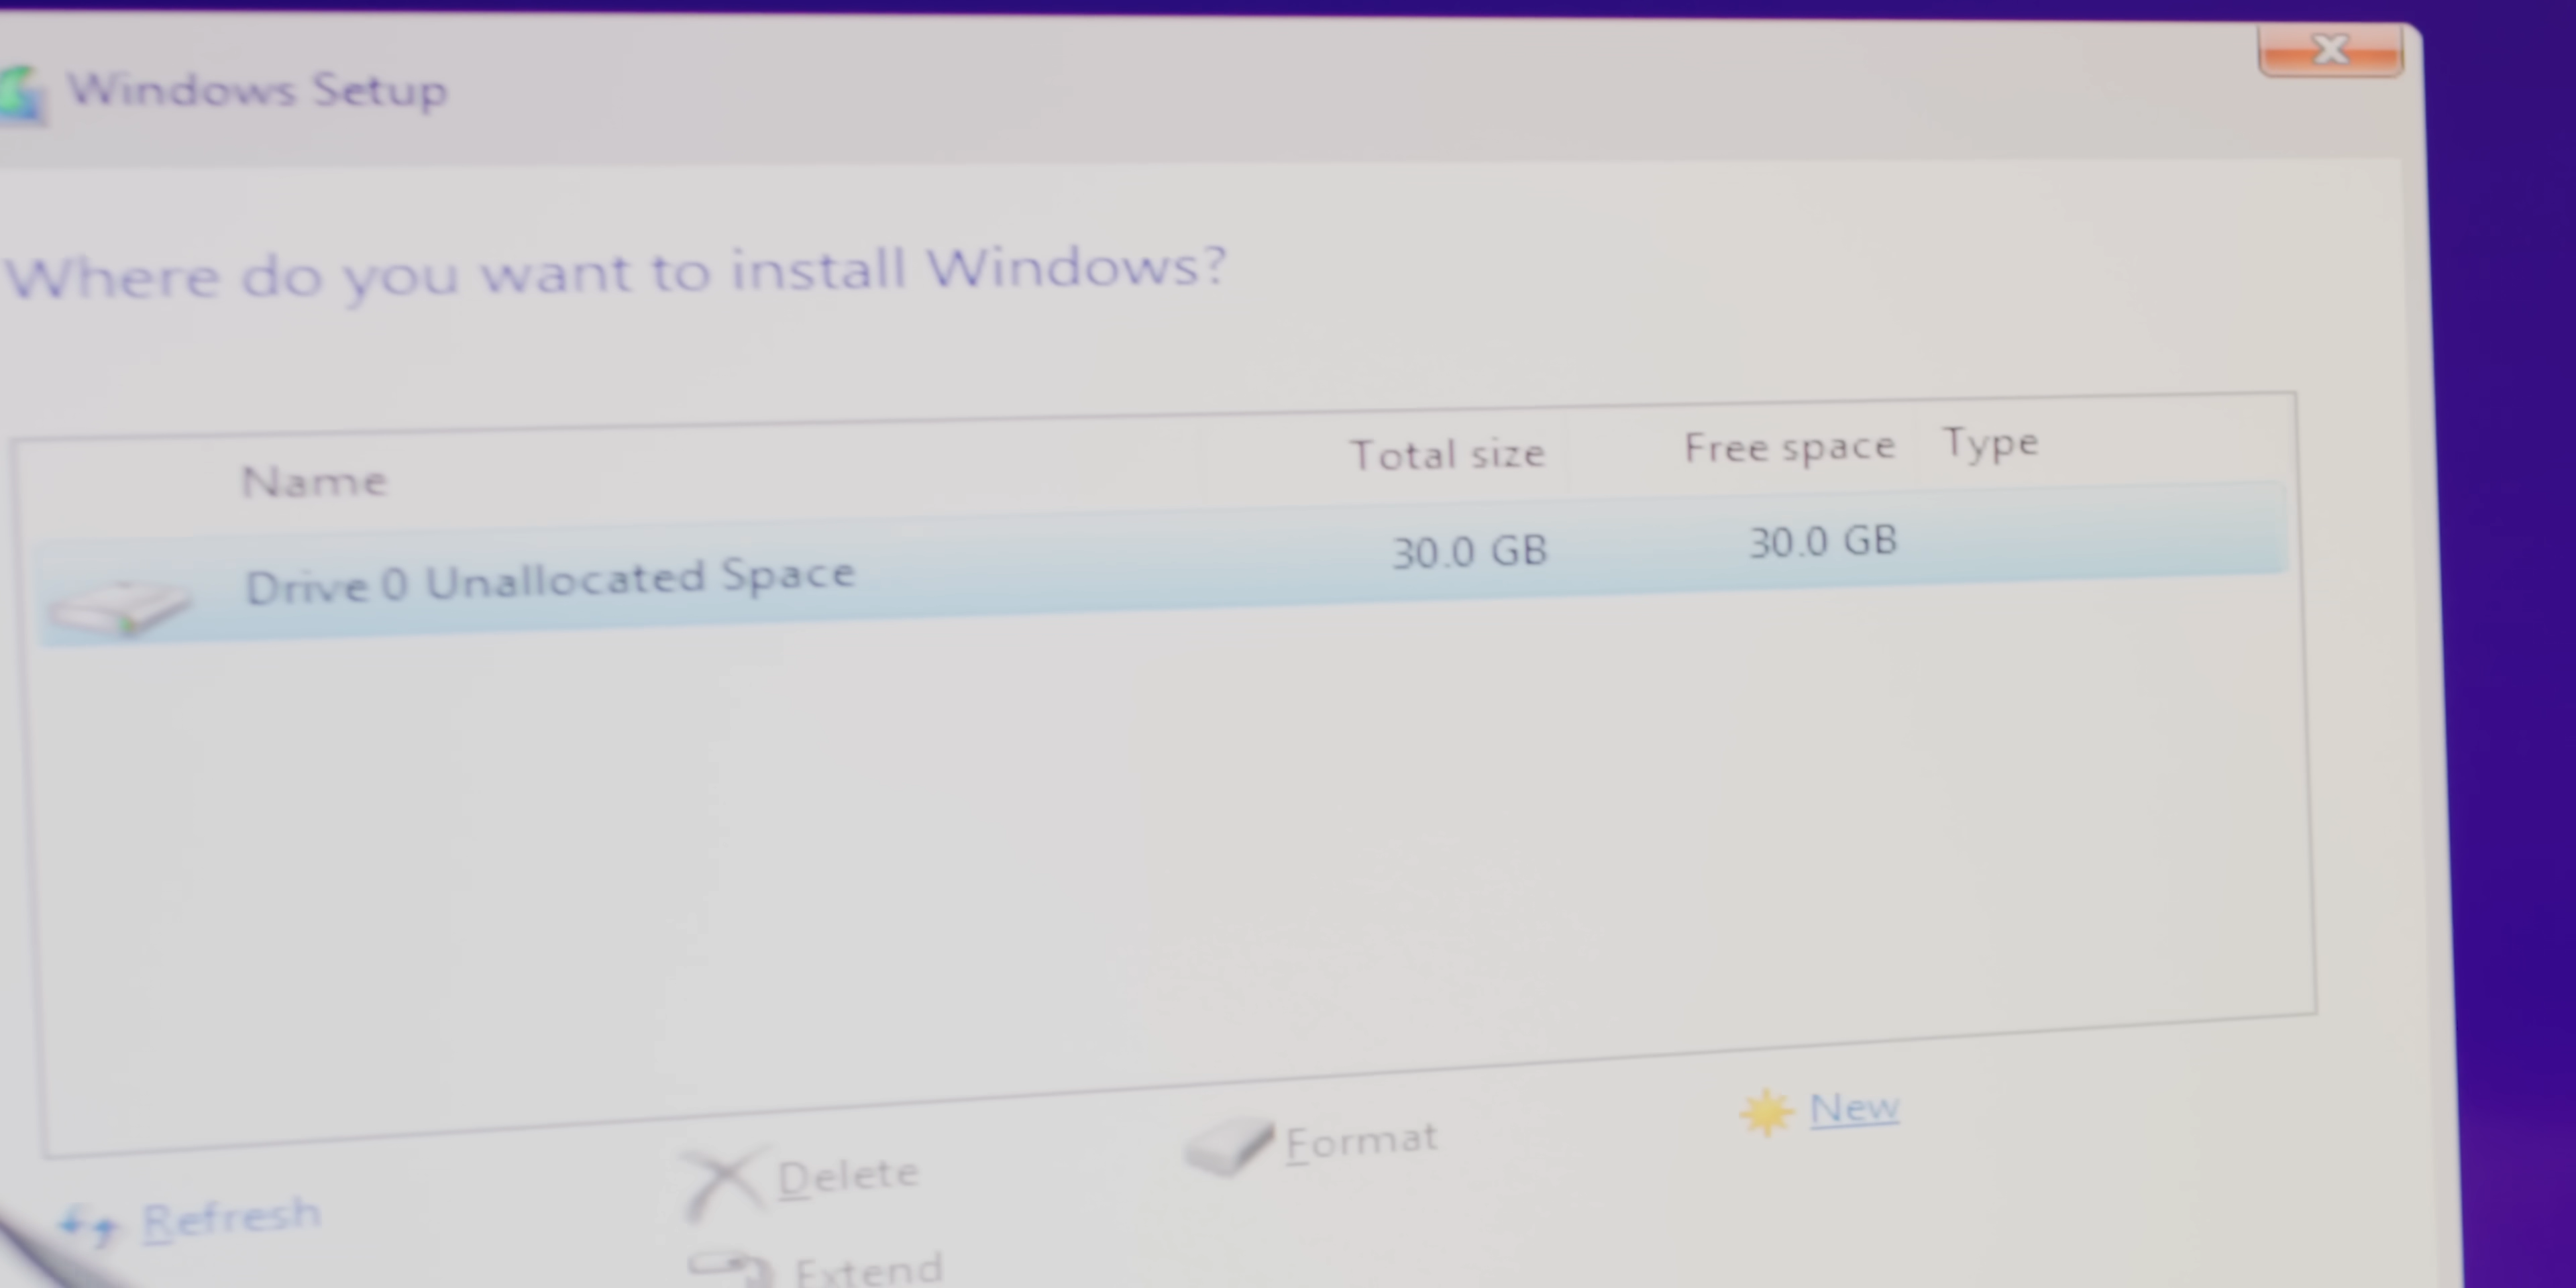 Windows Setup
Where do you want to install Windows?
Name Total size Free space Type
Drive 0 Unallocated Space 30.0 GB 30.0 GB
Refresh Delete Format New
Extend